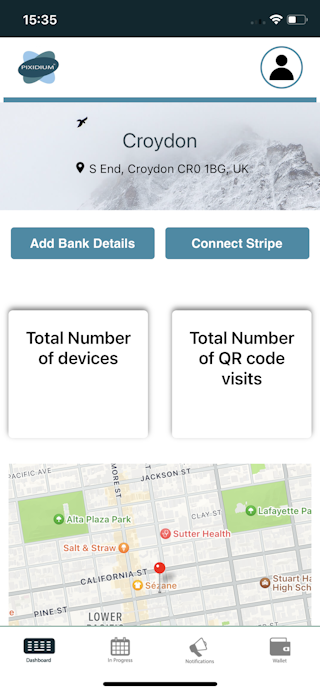 15:35
PIXIDIUM
Croydon
S End, Croydon CR0 1BG, UK
Add Bank Details
Connect Stripe
Total Number
of devices
Total Number
of QR code
visits
PACIFIC AVE
MORE ST
JACKSON ST
Alta Plaza Park
CLAY ST
Lafayette Pa
Salt & Straw
Sutter Health
CALIFORNIA ST
Sézane
Stuart Ha
High Sch
PINE ST
LOWER
Dashboard
In Progress
Notifications
Wallet